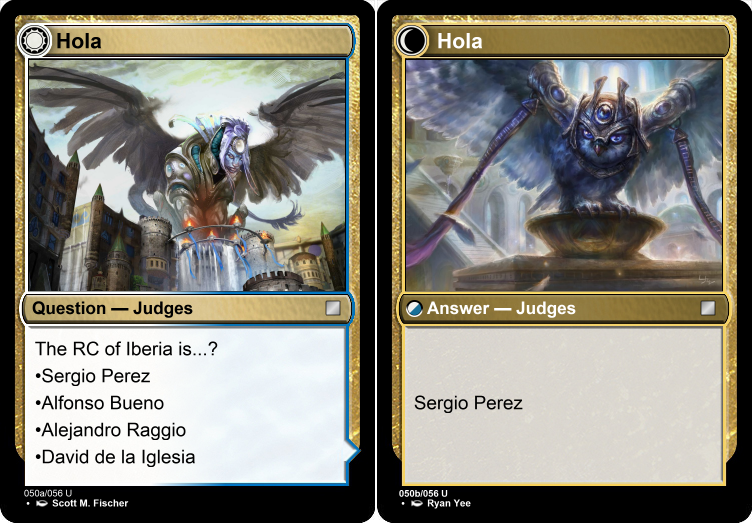 Hola
Question — Judges
The RC of Iberia is...?
•Sergio Perez
•Alfonso Bueno
•Alejandro Raggio
•David de la Iglesia
050a/056 U
• Scott M. Fischer
Hola
Answer — Judges
Sergio Perez
050b/056 U
• Ryan Yee